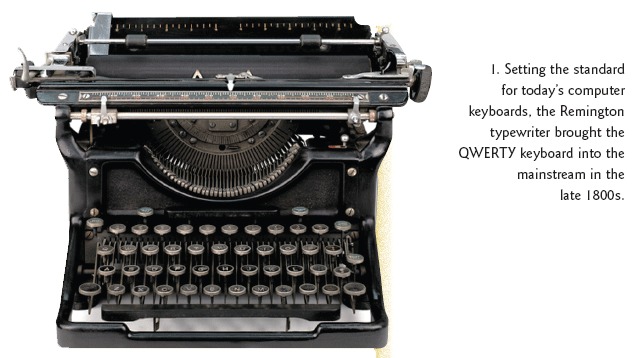 1. Setting the standard
for today's computer
keyboards, the Remington
typewriter brought the
QWERTY keyboard into the
mainstream in the
late 1800s.